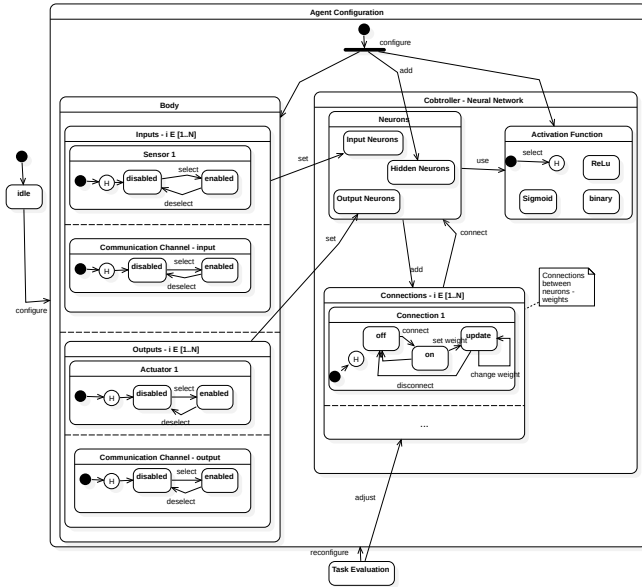 Agent Configuration
configure
add
Body
Cobtroller - Neural Network
Inputs - i E [1..N]
Neurons
Input Neurons
Hidden Neurons
Output Neurons
Activation Function
select
H
ReLu
Sigmoid
binary
use
Sensor 1
H
disabled
select
enabled
deselect
set
idle
configure
Communication Channel - input
H
disabled
select
enabled
deselect
set
add
connect
Connections
between
neurons -
weights
Connections - i E [1..N]
Connection 1
off
connect
set weight
update
on
H
disconnect
change weight
...
Outputs - i E [1..N]
Actuator 1
H
disabled
select
enabled
deselect
Communication Channel - output
H
disabled
select
enabled
deselect
adjust
reconfigure
Task Evaluation